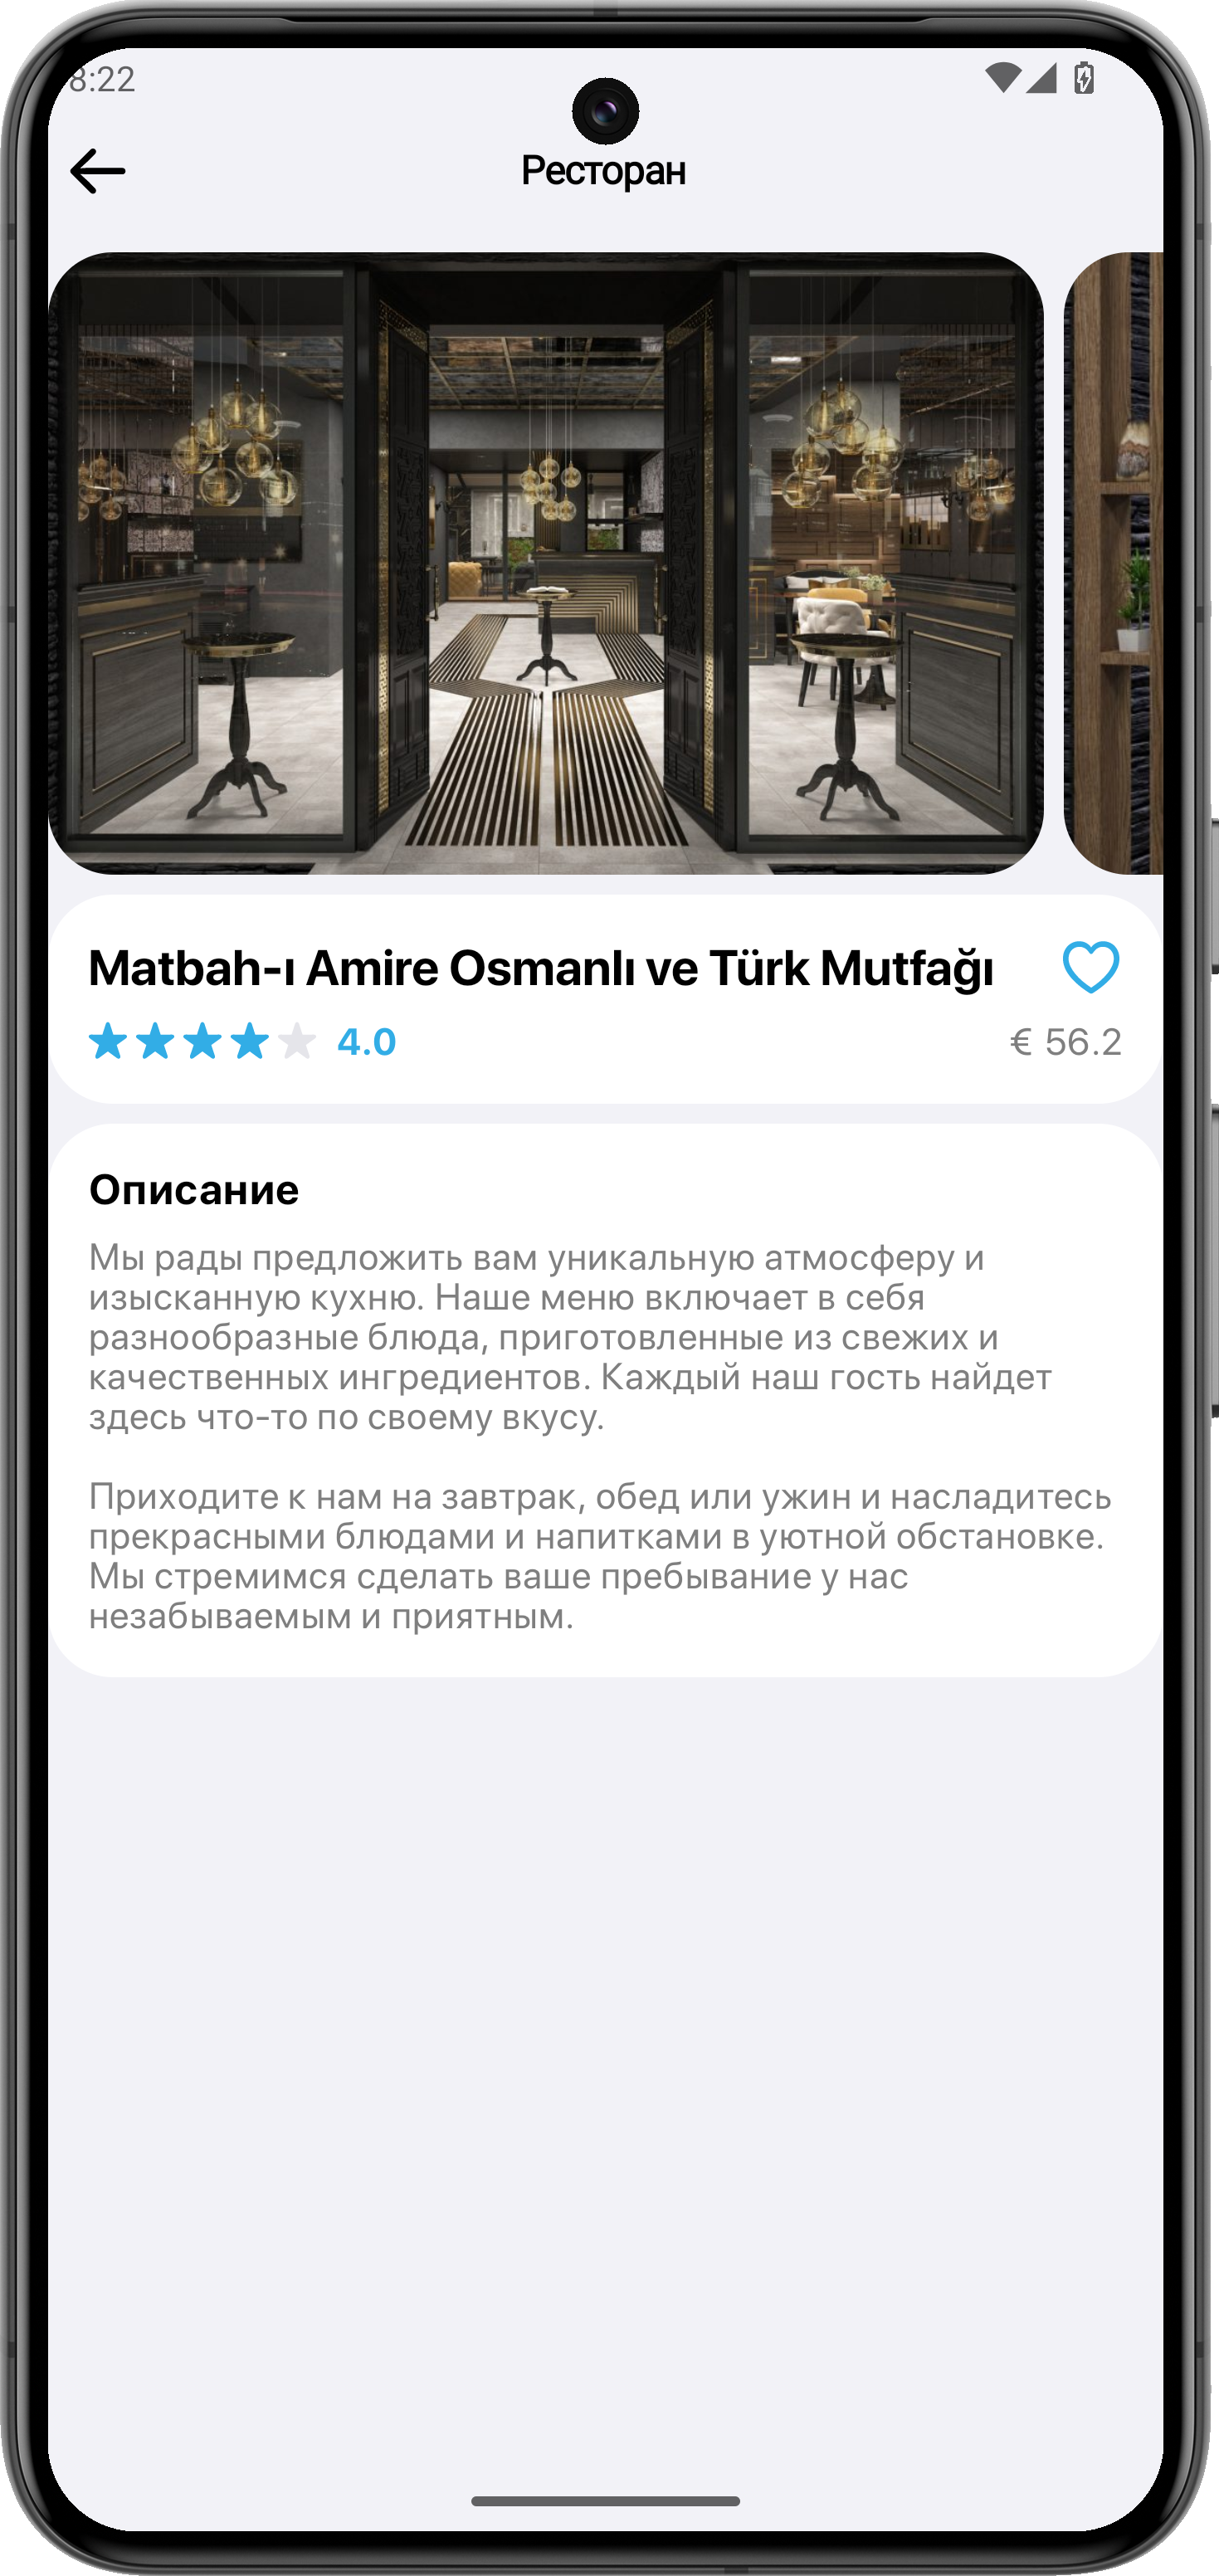 8:22
Ресторан
Matbah-ı Amire Osmanlı ve Türk Mutfağı
4.0
€ 56.2
Описание
Мы рады предложить вам уникальную атмосферу и
изысканную кухню. Наше меню включает в себя
разнообразные блюда, приготовленные из свежих и
качественных ингредиентов. Каждый наш гость найдет
здесь что-то по своему вкусу.
Приходите к нам на завтрак, обед или ужин и насладитесь
прекрасными блюдами и напитками в уютной обстановке.
Мы стремимся сделать ваше пребывание у нас
незабываемым и приятным.